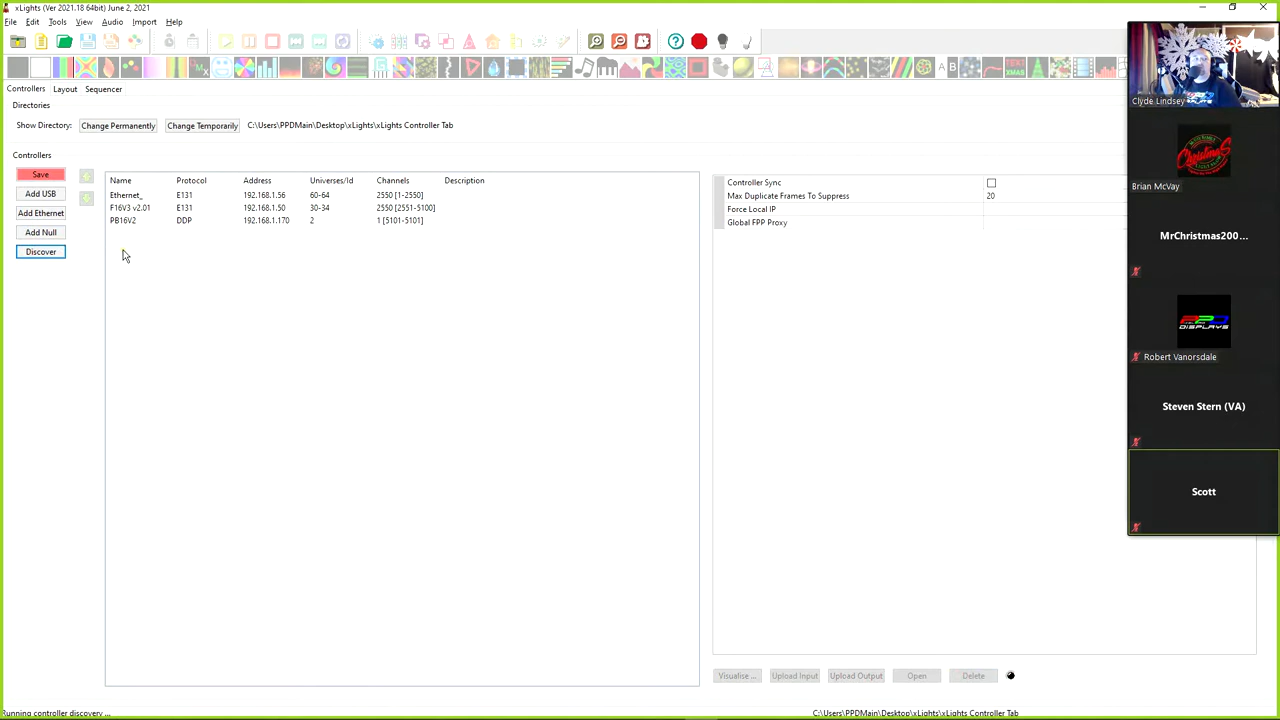 xLights (Ver 2021.18 64bit) June 2, 2021
File Edit Tools View Audio Import Help
Controllers Layout Sequencer
Directories
Show Directory: Change Permanently Change Temporarily C:\Users\PPDMain\Desktop\xLights\xLights Controller Tab
Controllers
Save
Add USB
Add Ethernet
Add Null
Discover
Name Protocol Address Universes/Id Channels Description
Ethernet_ E131 192.168.1.56 60-64 2550 [1-2550]
F16V3 v2.01 E131 192.168.1.50 30-34 2550 [2551-5100]
PB16V2 DDP 192.168.1.170 2 1 [5101-5101]
Controller Sync
Max Duplicate Frames To Suppress 20
Force Local IP
Global FPP Proxy
Visualise ... Upload Input Upload Output Open Delete
Running controller discovery ... C:\Users\PPDMain\Desktop\xLights\xLights Controller Tab
Clyde Lindsey
Christmas
Brian McVay
MrChristmas200...
PPD
DISPLAYS
Robert Vanorsdale
Steven Stern (VA)
Scott